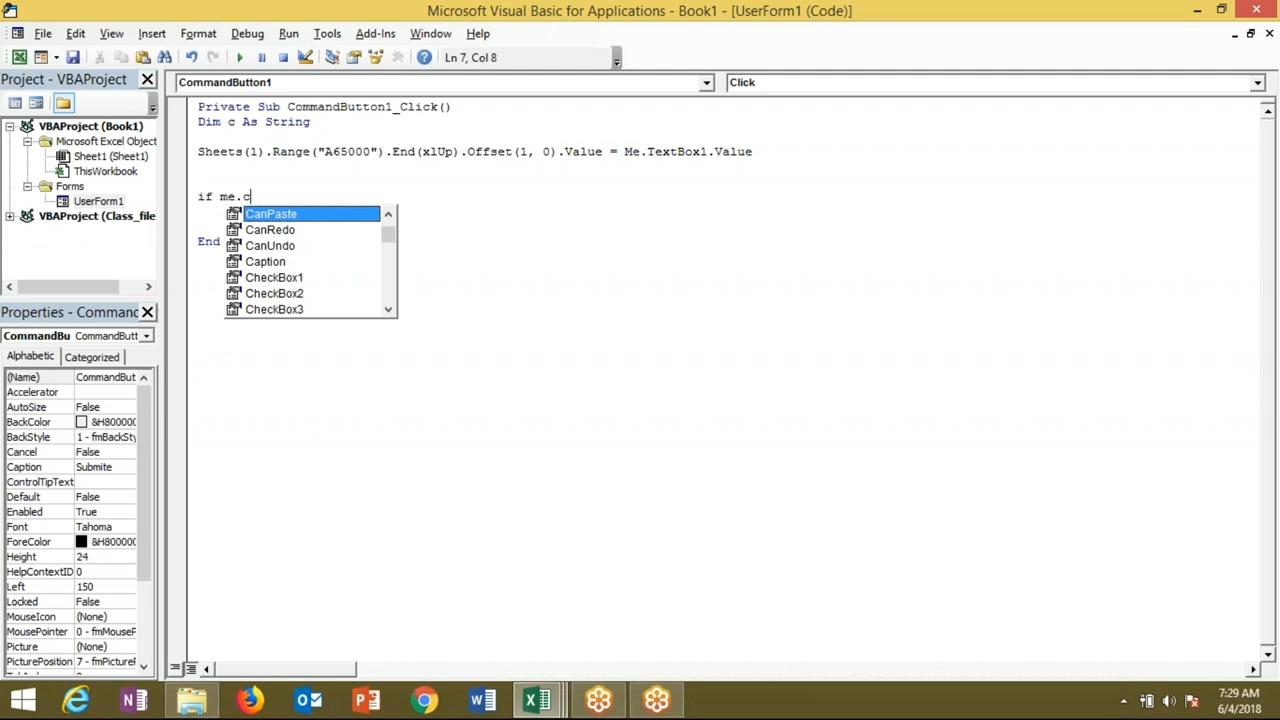 Microsoft Visual Basic for Applications - Book1 - [UserForm1 (Code)]
File Edit View Insert Format Debug Run Tools Add-Ins Window Help
Ln 7, Col 8
Project - VBAProject
CommandButton1
Click
VBAProject (Book1)
Microsoft Excel Object
Sheet1 (Sheet1)
ThisWorkbook
Forms
UserForm1
VBAProject (Class_file
Private Sub CommandButton1_Click()
Dim c As String
Sheets(1).Range("A65000").End(xlUp).Offset(1, 0).Value = Me.TextBox1.Value
if me.c
CanPaste
CanRedo
CanUndo
Caption
CheckBox1
CheckBox2
CheckBox3
End
Properties - Command
CommandBu CommandButt
Alphabetic Categorized
(Name) CommandBut
Accelerator
AutoSize False
BackColor &H800000
BackStyle 1 - fmBackSty
Cancel False
Caption Submite
ControlTipText
Default False
Enabled True
Font Tahoma
ForeColor &H800000
Height 24
HelpContextID 0
Left 150
Locked False
MouseIcon (None)
MousePointer 0 - fmMouseP
Picture (None)
PicturePosition 7 - fmPictureF
7:29 AM
6/4/2018